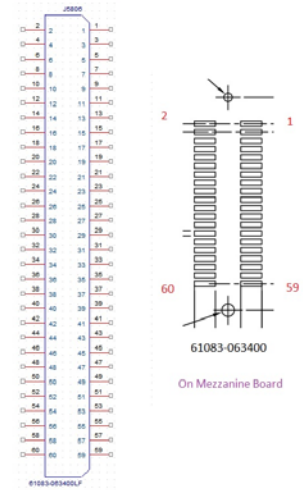 J5806
2 2 1 1
4 4 3 3
6 6 5 5
8 8 7 7
10 10 9 9
12 12 11 11
14 14 13 13
16 16 15 15
18 18 17 17
20 20 19 19
22 22 21 21
24 24 23 23
26 26 25 25
28 28 27 27
30 30 29 29
32 32 31 31
34 34 33 33
36 36 35 35
38 38 37 37
40 40 39 39
42 42 41 41
44 44 43 43
46 46 45 45
48 48 47 47
50 50 49 49
52 52 51 51
54 54 53 53
56 56 55 55
58 58 57 57
60 60 59 59
61083-063400LF
2 1
60 59
61083-063400
On Mezzanine Board